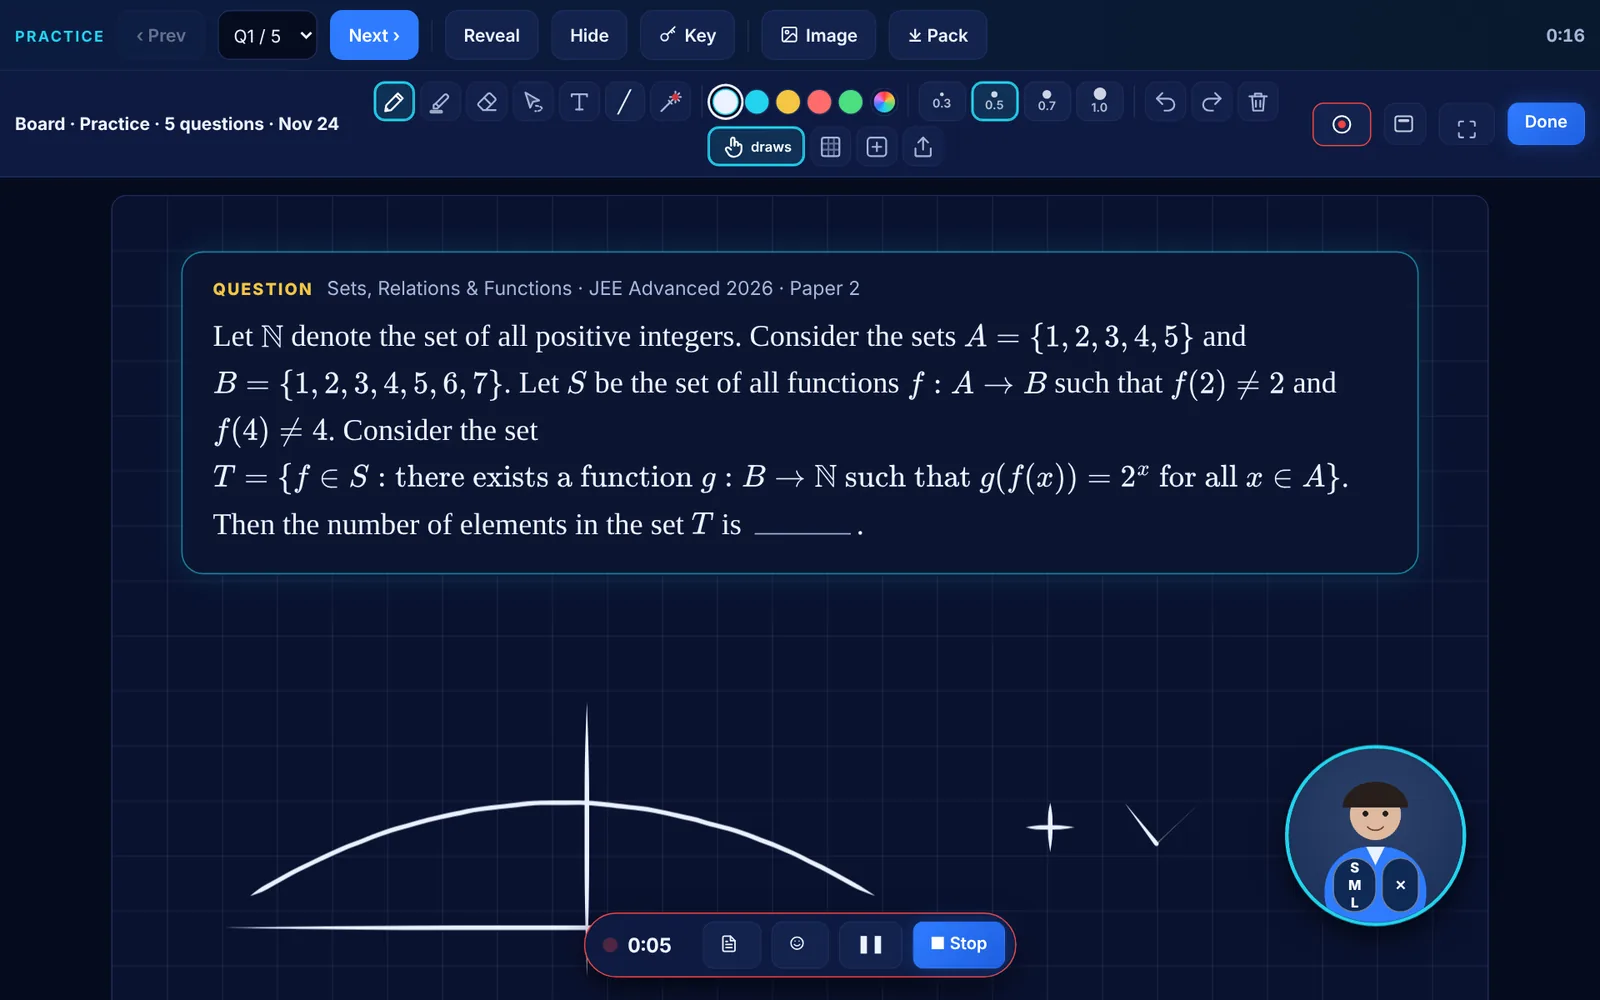 PRACTICE ‹ Prev Q1 / 5 Next › Reveal Hide Key Image Pack 0:16
Board · Practice · 5 questions · Nov 24
T 0.3 0.5 0.7 1.0
draws
Done
QUESTION Sets, Relations & Functions · JEE Advanced 2026 · Paper 2
Let ℕ denote the set of all positive integers. Consider the sets A = {1, 2, 3, 4, 5} and
B = {1, 2, 3, 4, 5, 6, 7}. Let S be the set of all functions f : A → B such that f(2) ≠ 2 and
f(4) ≠ 4. Consider the set
T = {f ∈ S : there exists a function g : B → ℕ such that g(f(x)) = 2ˣ for all x ∈ A}.
Then the number of elements in the set T is ______.
S
M ×
L
0:05 Stop